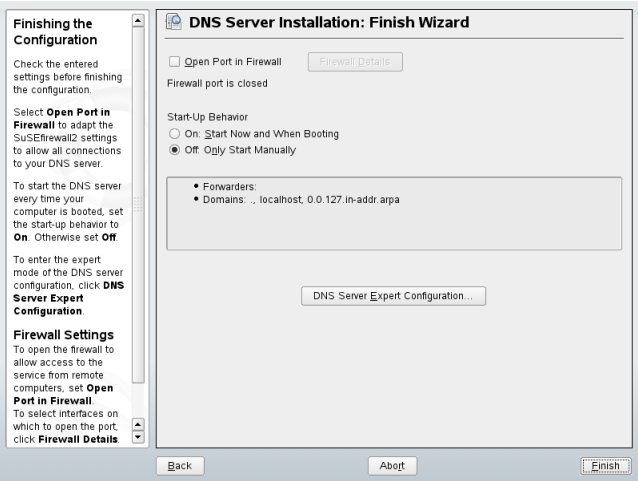 Finishing the
Configuration
Check the entered
settings before finishing
the configuration.
Select Open Port in
Firewall to adapt the
SuSEfirewall2 settings
to allow all connections
to your DNS server.
To start the DNS server
every time your
computer is booted, set
the start-up behavior to
On. Otherwise set Off.
To enter the expert
mode of the DNS server
configuration, click DNS
Server Expert
Configuration.
Firewall Settings
To open the firewall to
allow access to the
service from remote
computers, set Open
Port in Firewall.
To select interfaces on
which to open the port,
click Firewall Details.
DNS Server Installation: Finish Wizard
Open Port in Firewall
Firewall Details
Firewall port is closed
Start-Up Behavior
On: Start Now and When Booting
Off: Only Start Manually
• Forwarders:
• Domains: ., localhost, 0.0.127.in-addr.arpa
DNS Server Expert Configuration...
Back
Abort
Finish